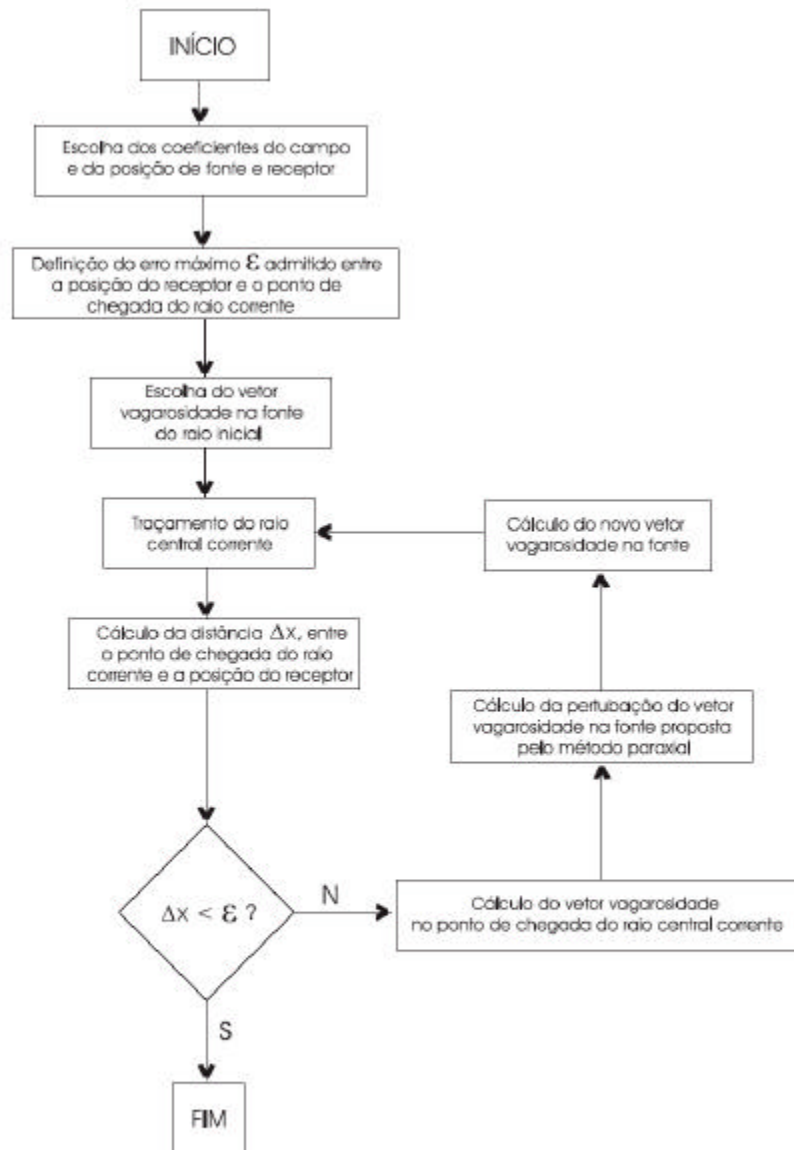 INÍCIO
Escolha dos coeficientes do campo
e da posição de fonte e receptor
Definição do erro máximo ε admitido entre
a posição do receptor e o ponto de
chegada do raio corrente
Escolha do vetor
vagarosidade na fonte
do raio inicial
Traçamento do raio
central corrente
Cálculo do novo vetor
vagarosidade na fonte
Cálculo da distância Δx, entre
o ponto de chegada do raio
corrente e a posição do receptor
Cálculo da pertubação do vetor
vagarosidade na fonte proposta
pelo método paraxial
Δx < ε ?
N
Cálculo do vetor vagarosidade
no ponto de chegada do raio central corrente
S
FIM